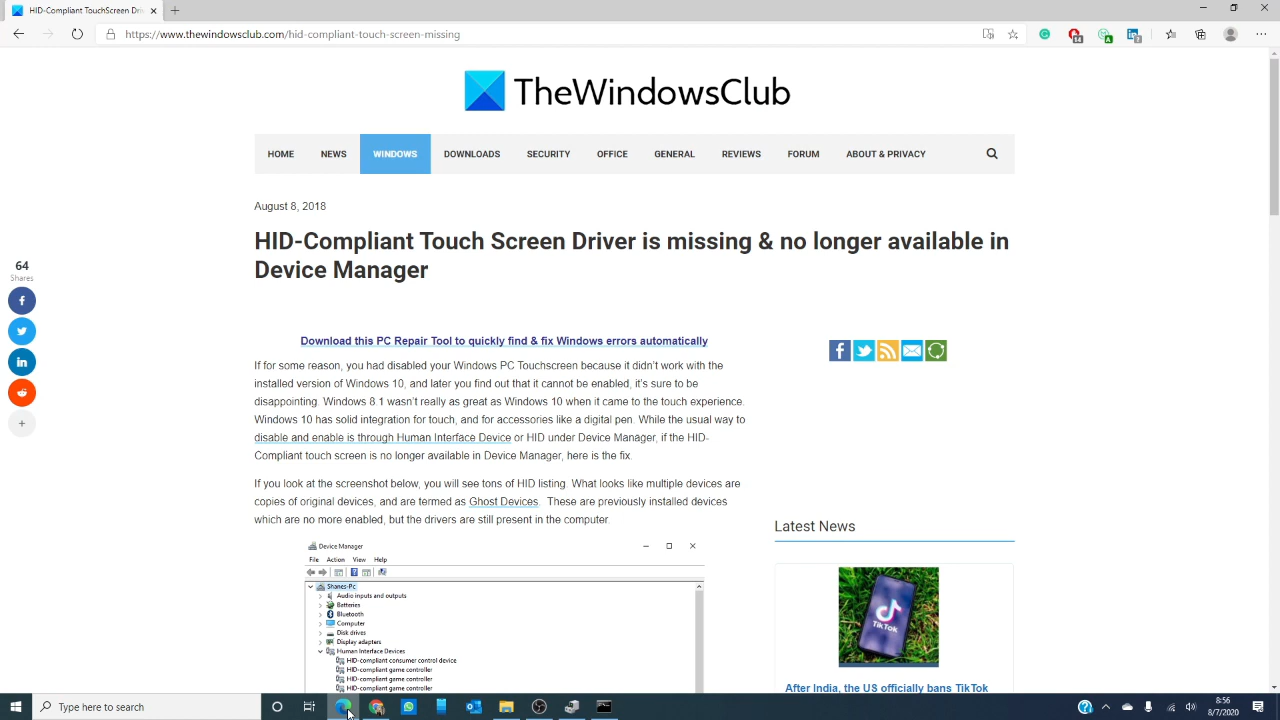 HID-Compliant TouchScreen Dri
https://www.thewindowsclub.com/hid-compliant-touch-screen-missing
TheWindowsClub
HOME NEWS WINDOWS DOWNLOADS SECURITY OFFICE GENERAL REVIEWS FORUM ABOUT & PRIVACY
August 8, 2018
HID-Compliant Touch Screen Driver is missing & no longer available in
Device Manager
64
Shares
Download this PC Repair Tool to quickly find & fix Windows errors automatically
If for some reason, you had disabled your Windows PC Touchscreen because it didn't work with the
installed version of Windows 10, and later you find out that it cannot be enabled, it's sure to be
disappointing. Windows 8.1 wasn't really as great as Windows 10 when it came to the touch experience.
Windows 10 has solid integration for touch, and for accessories like a digital pen. While the usual way to
disable and enable is through Human Interface Device or HID under Device Manager, if the HID-
Compliant touch screen is no longer available in Device Manager, here is the fix.
If you look at the screenshot below, you will see tons of HID listing. What looks like multiple devices are
copies of original devices, and are termed as Ghost Devices. These are previously installed devices
which are no more enabled, but the drivers are still present in the computer.
Device Manager
File Action View Help
Shanes-Pc
Audio inputs and outputs
Batteries
Bluetooth
Computer
Disk drives
Display adapters
Human Interface Devices
HID-compliant consumer control device
HID-compliant game controller
HID-compliant game controller
HID-compliant game controller
Latest News
TikTok
After India, the US officially bans TikTok
Type here to search
8:56
8/7/2020